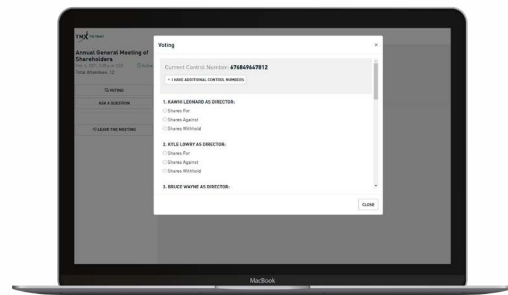 TMX
Annual General Meeting of
Shareholders
Total Attendees: 12
VOTING
ASK A QUESTION
LEAVE THE MEETING
Voting
×
Current Control Number: 676849647812
+ I HAVE ADDITIONAL CONTROL NUMBERS
1. KAWHI LEONARD AS DIRECTOR:
Shares For
Shares Against
Shares Withhold
2. KYLE LOWRY AS DIRECTOR:
Shares For
Shares Against
Shares Withhold
3. BRUCE WAYNE AS DIRECTOR:
CLOSE
MacBook